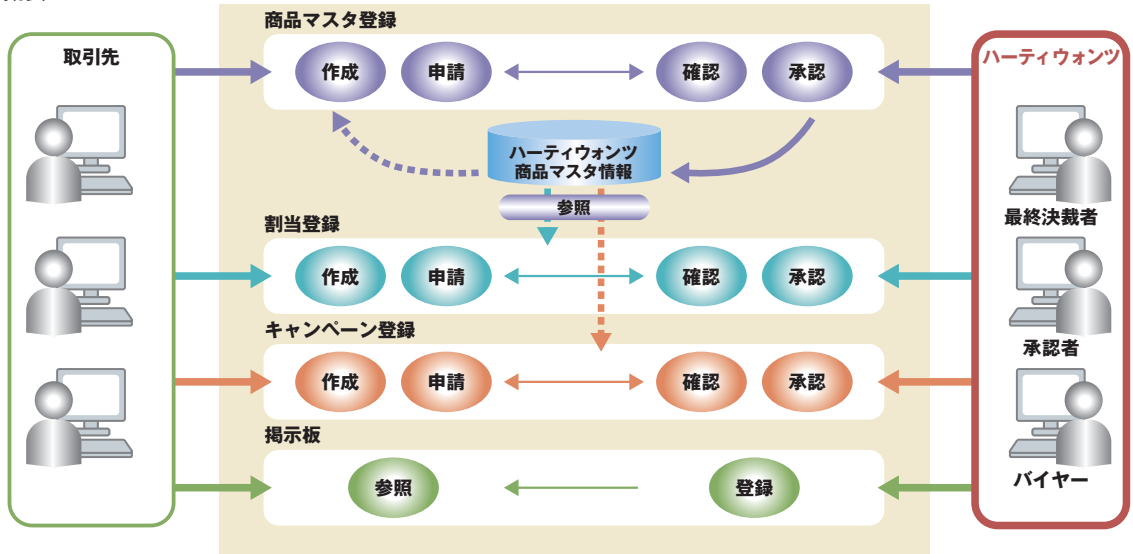 商品マスタ登録
取引先
ハーティウォンツ
作成
申請
確認
承認
ハーティウォンツ
商品マスタ情報
参照
最終決裁者
割当登録
作成
申請
確認
承認
キャンペーン登録
承認者
作成
申請
確認
承認
掲示板
バイヤー
参照
登録